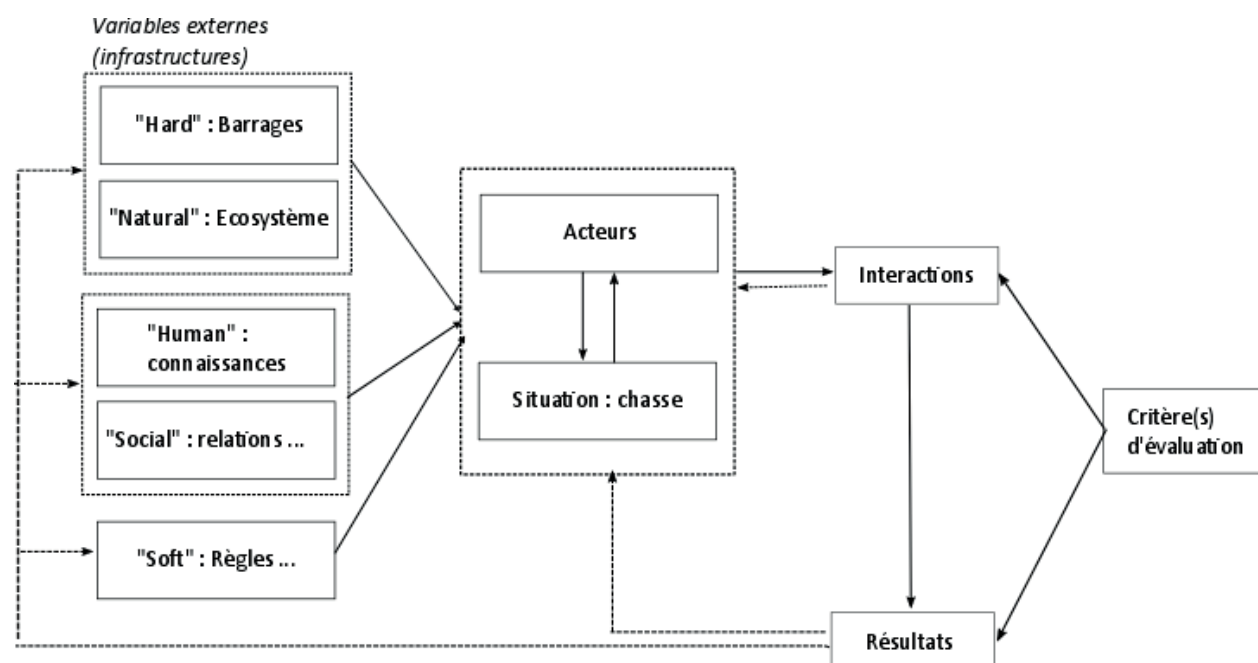 Variables externes
(infrastructures)
"Hard" : Barrages
"Natural" : Ecosystème
"Human" :
connaissances
"Social" : relations ...
"Soft" : Règles ...
Acteurs
Situation : chasse
Interactions
Résultats
Critère(s)
d'évaluation